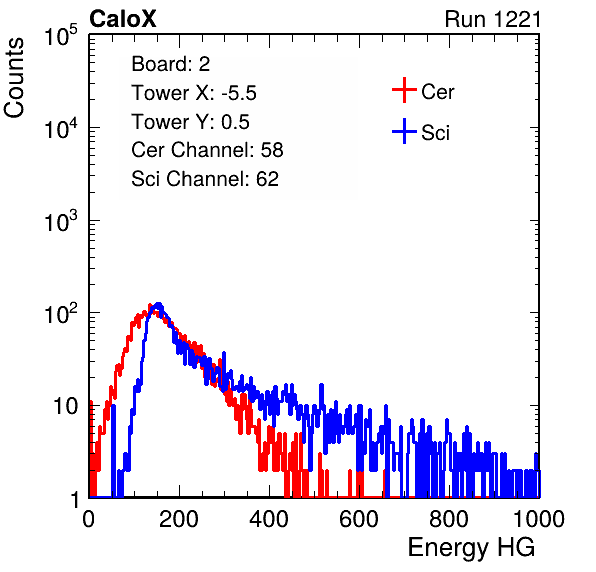 CaloX Run 1221
Counts
10^5
10^4
10^3
10^2
10
1
Board: 2
Tower X: -5.5
Tower Y: 0.5
Cer Channel: 58
Sci Channel: 62
Cer
Sci
0 200 400 600 800 1000
Energy HG